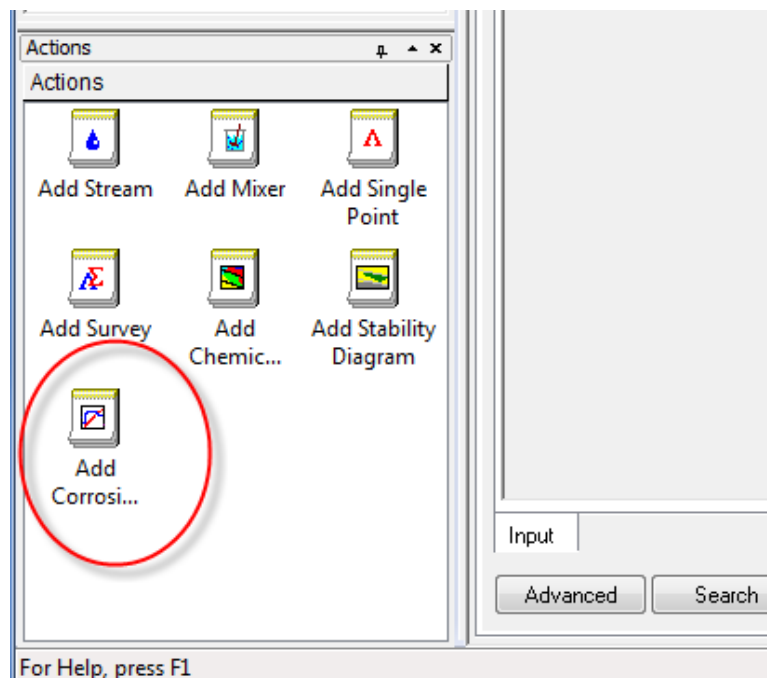 Actions
Actions
Add Stream
Add Mixer
Add Single
Point
Add Survey
Add
Chemic...
Add Stability
Diagram
Add
Corrosi...
Input
Advanced
Search
For Help, press F1